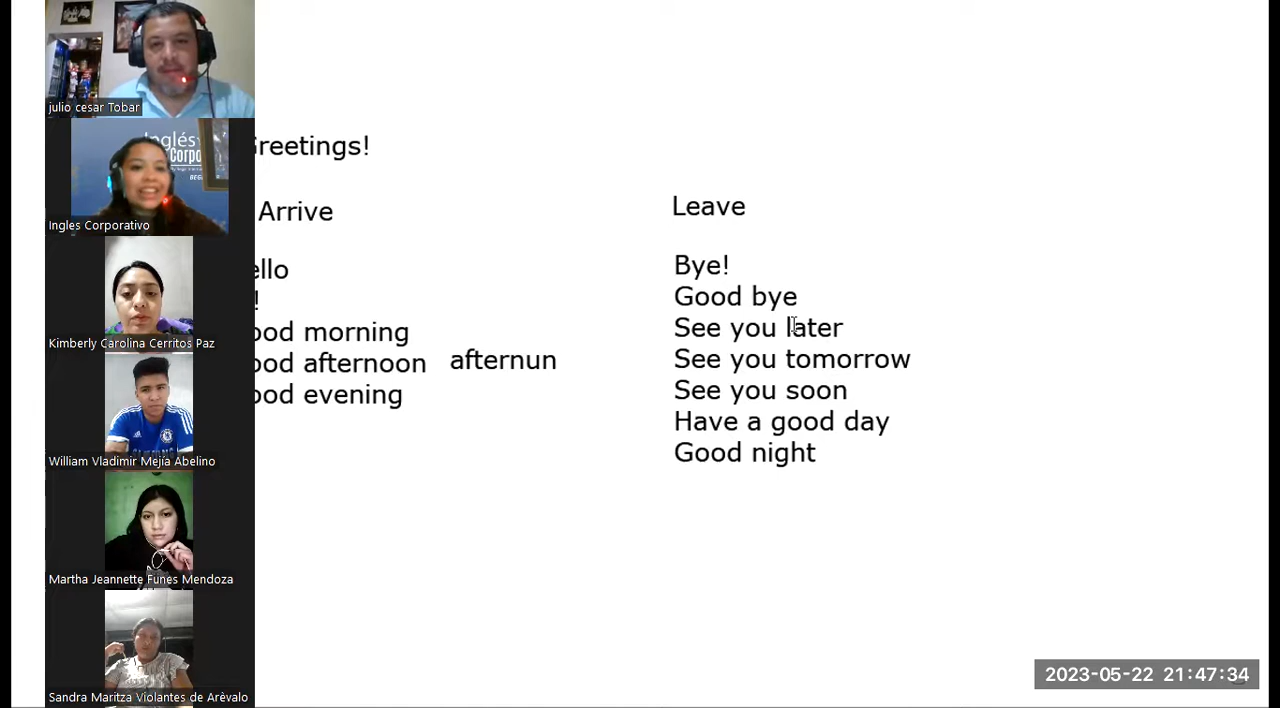 julio cesar Tobar
Inglés
Corpo
Ingles Corporativo
Kimberly Carolina Cerritos Paz
William Vladimir Mejía Abelino
Martha Jeannette Funes Mendoza
Sandra Maritza Violantes de Arèvalo
Greetings!
Arrive
ello
!
ood morning
ood afternoon afternun
ood evening
Leave
Bye!
Good bye
See you later
See you tomorrow
See you soon
Have a good day
Good night
2023-05-22 21:47:34